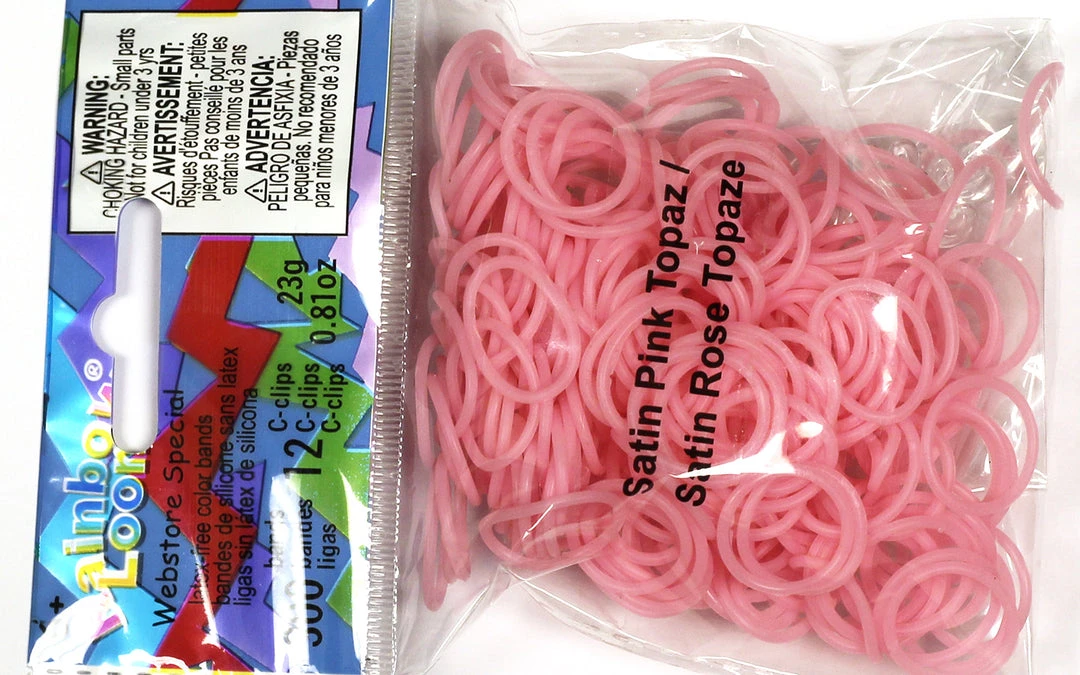 ⚠ WARNING:
CHOKING HAZARD - Small parts
Not for children under 3 yrs
⚠ AVERTISSEMENT:
Risques d'étouffement - petites
pièces Pas conseillé pour les
enfants de moins de 3 ans
⚠ ADVERTENCIA:
PELIGRO DE ASFIXIA - Piezas
pequeñas. No recomendado
para niños menores de 3 años
Rainbow®
Loom
Webstore Special
latex-free color bands
bandes de silicone sans latex
ligas sin látex de silicona
bands C-clips 23g
300 bandes 12 C-clips 0.81oz
ligas C-clips
Satin Pink Topaz /
Satin Rose Topaze